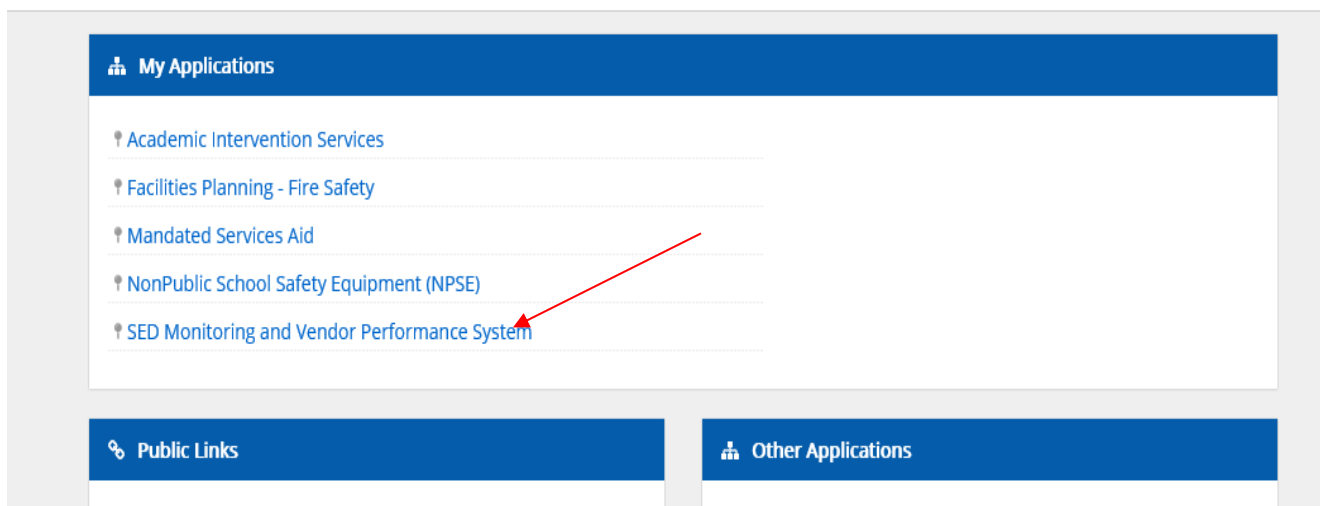 My Applications
Academic Intervention Services
Facilities Planning - Fire Safety
Mandated Services Aid
NonPublic School Safety Equipment (NPSE)
SED Monitoring and Vendor Performance System
Public Links
Other Applications